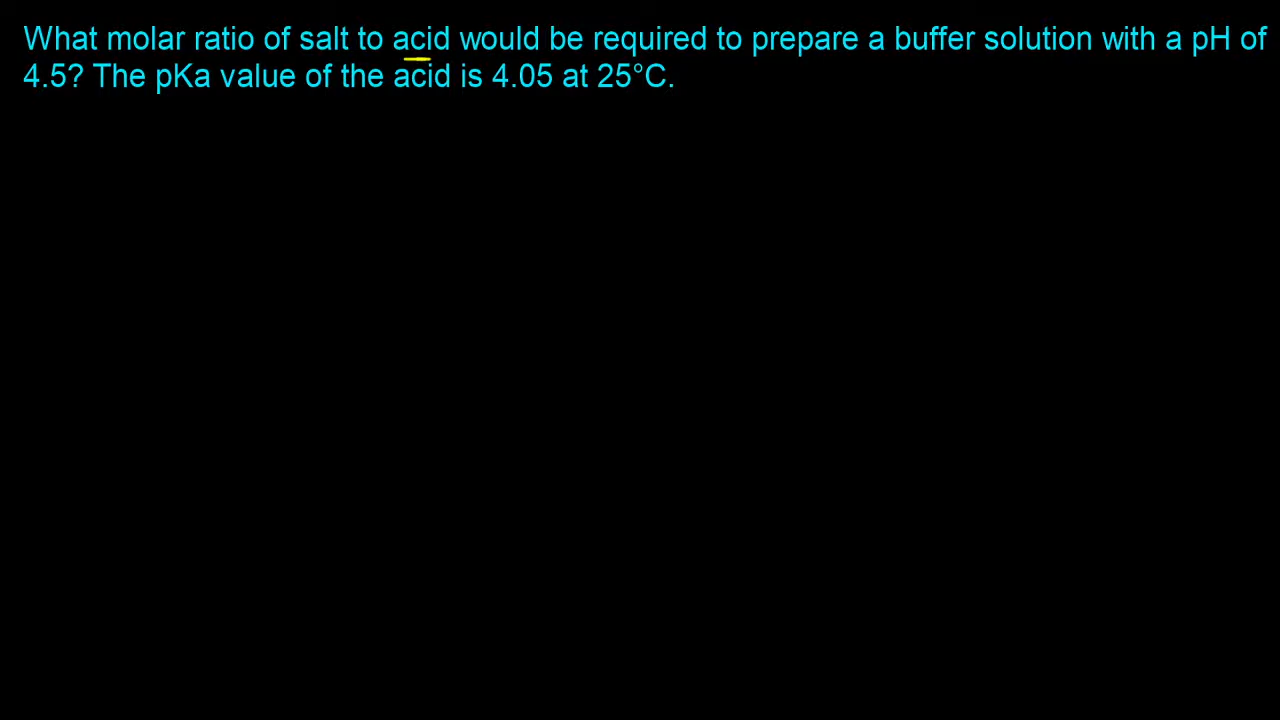 What molar ratio of salt to acid would be required to prepare a buffer solution with a pH of
4.5? The pKa value of the acid is 4.05 at 25°C.